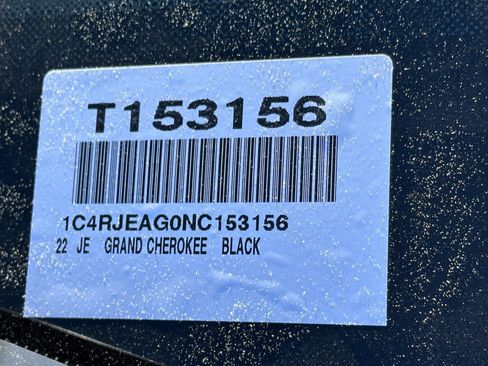 T153156
1C4RJEAG0NC153156
22 JE GRAND CHEROKEE BLACK